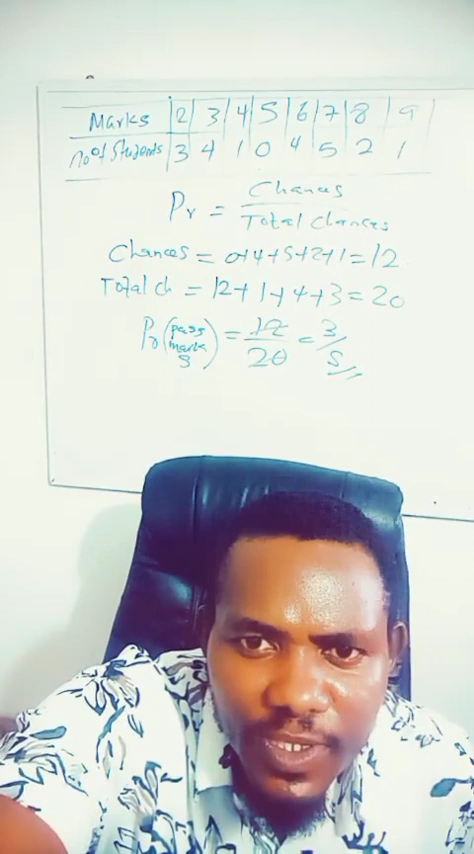 Marks | 2 | 3 | 4 | 5 | 6 | 7 | 8 | 9
no of Students | 3 | 4 | 1 | 0 | 4 | 5 | 2 | 1
Pr = Chances / Total Chances
Chances = 0+4+5+2+1 = 12
Total ch = 12+1+4+3 = 20
Pr (pass mark 5) = 12/20 = 3/5